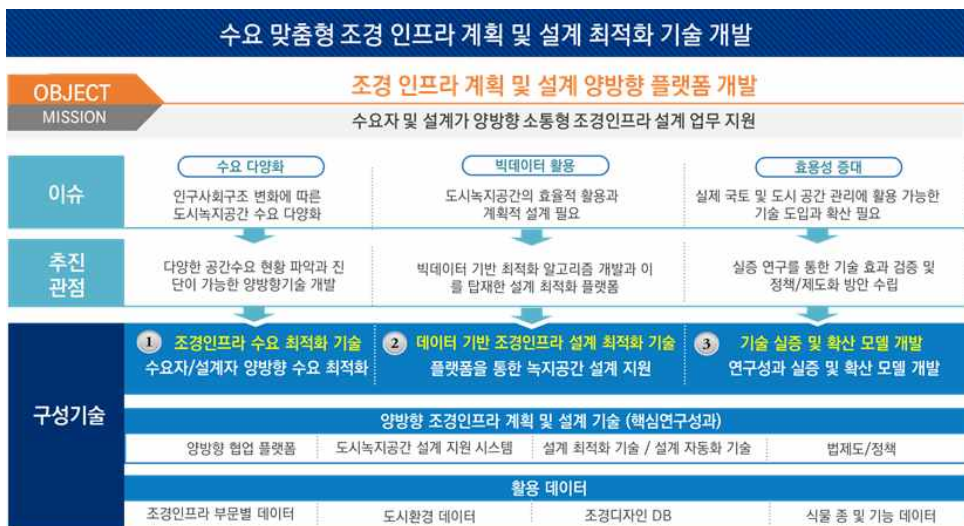 수요 맞춤형 조경 인프라 계획 및 설계 최적화 기술 개발
OBJECT
조경 인프라 계획 및 설계 양방향 플랫폼 개발
MISSION
수요자 및 설계가 양방향 소통형 조경인프라 설계 업무 지원
이슈
수요 다양화
인구사회구조 변화에 따른
도시녹지공간 수요 다양화
빅데이터 활용
도시녹지공간의 효율적 활용과
계획적 설계 필요
효용성 증대
실제 국토 및 도시 공간 관리에 활용 가능한
기술 도입과 확산 필요
추진
관점
다양한 공간수요 현황 파악과 진
단이 가능한 양방향기술 개발
빅데이터 기반 최적화 알고리즘 개발과 이
를 탑재한 설계 최적화 플랫폼
실증 연구를 통한 기술 효과 검증 및
정책/제도화 방안 수립
구성기술
1 조경인프라 수요 최적화 기술
수요자/설계자 양방향 수요 최적화
2 데이터 기반 조경인프라 설계 최적화 기술
플랫폼을 통한 녹지공간 설계 지원
3 기술 실증 및 확산 모델 개발
연구성과 실증 및 확산 모델 개발
양방향 조경인프라 계획 및 설계 기술 (핵심연구성과)
양방향 협업 플랫폼
도시녹지공간 설계 지원 시스템
설계 최적화 기술 / 설계 자동화 기술
법제도/정책
활용 데이터
조경인프라 부문별 데이터
도시환경 데이터
조경디자인 DB
식물 종 및 기능 데이터